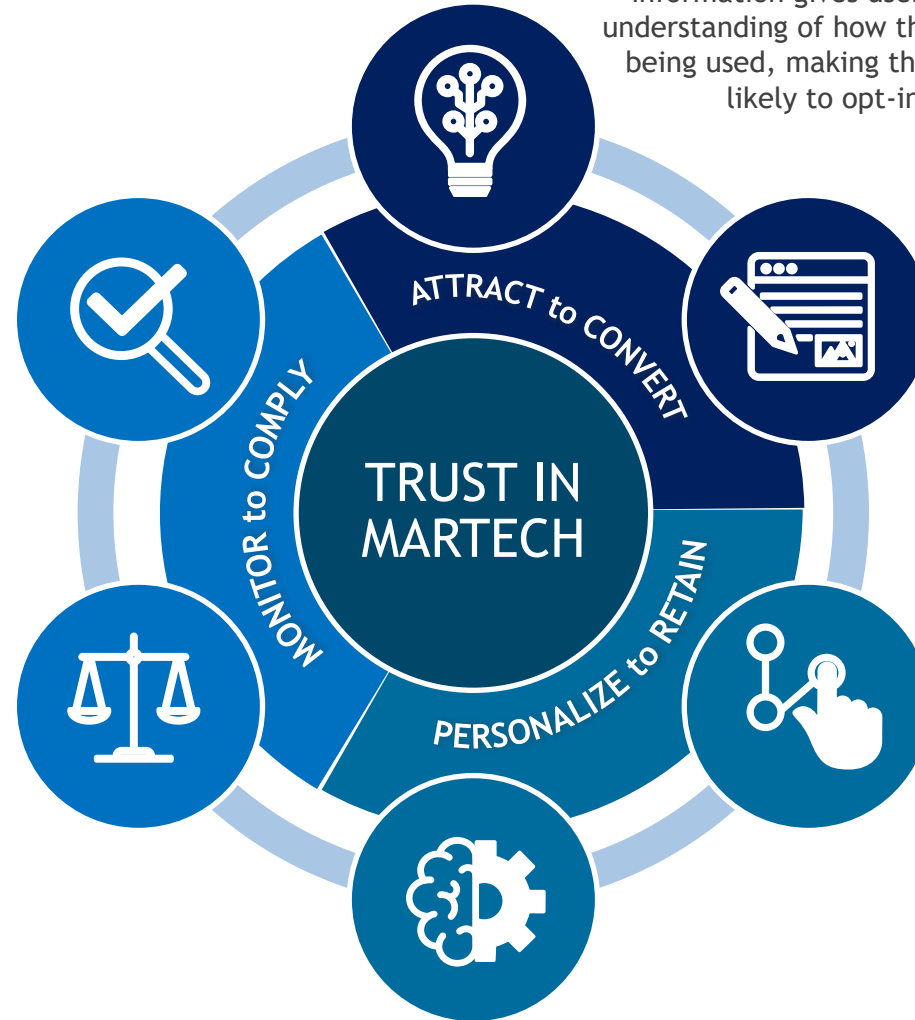 information gives user
understanding of how th
being used, making th
likely to opt-in
ATTRACT to CONVERT
MONITOR to COMPLY
TRUST IN
MARTECH
PERSONALIZE to RETAIN